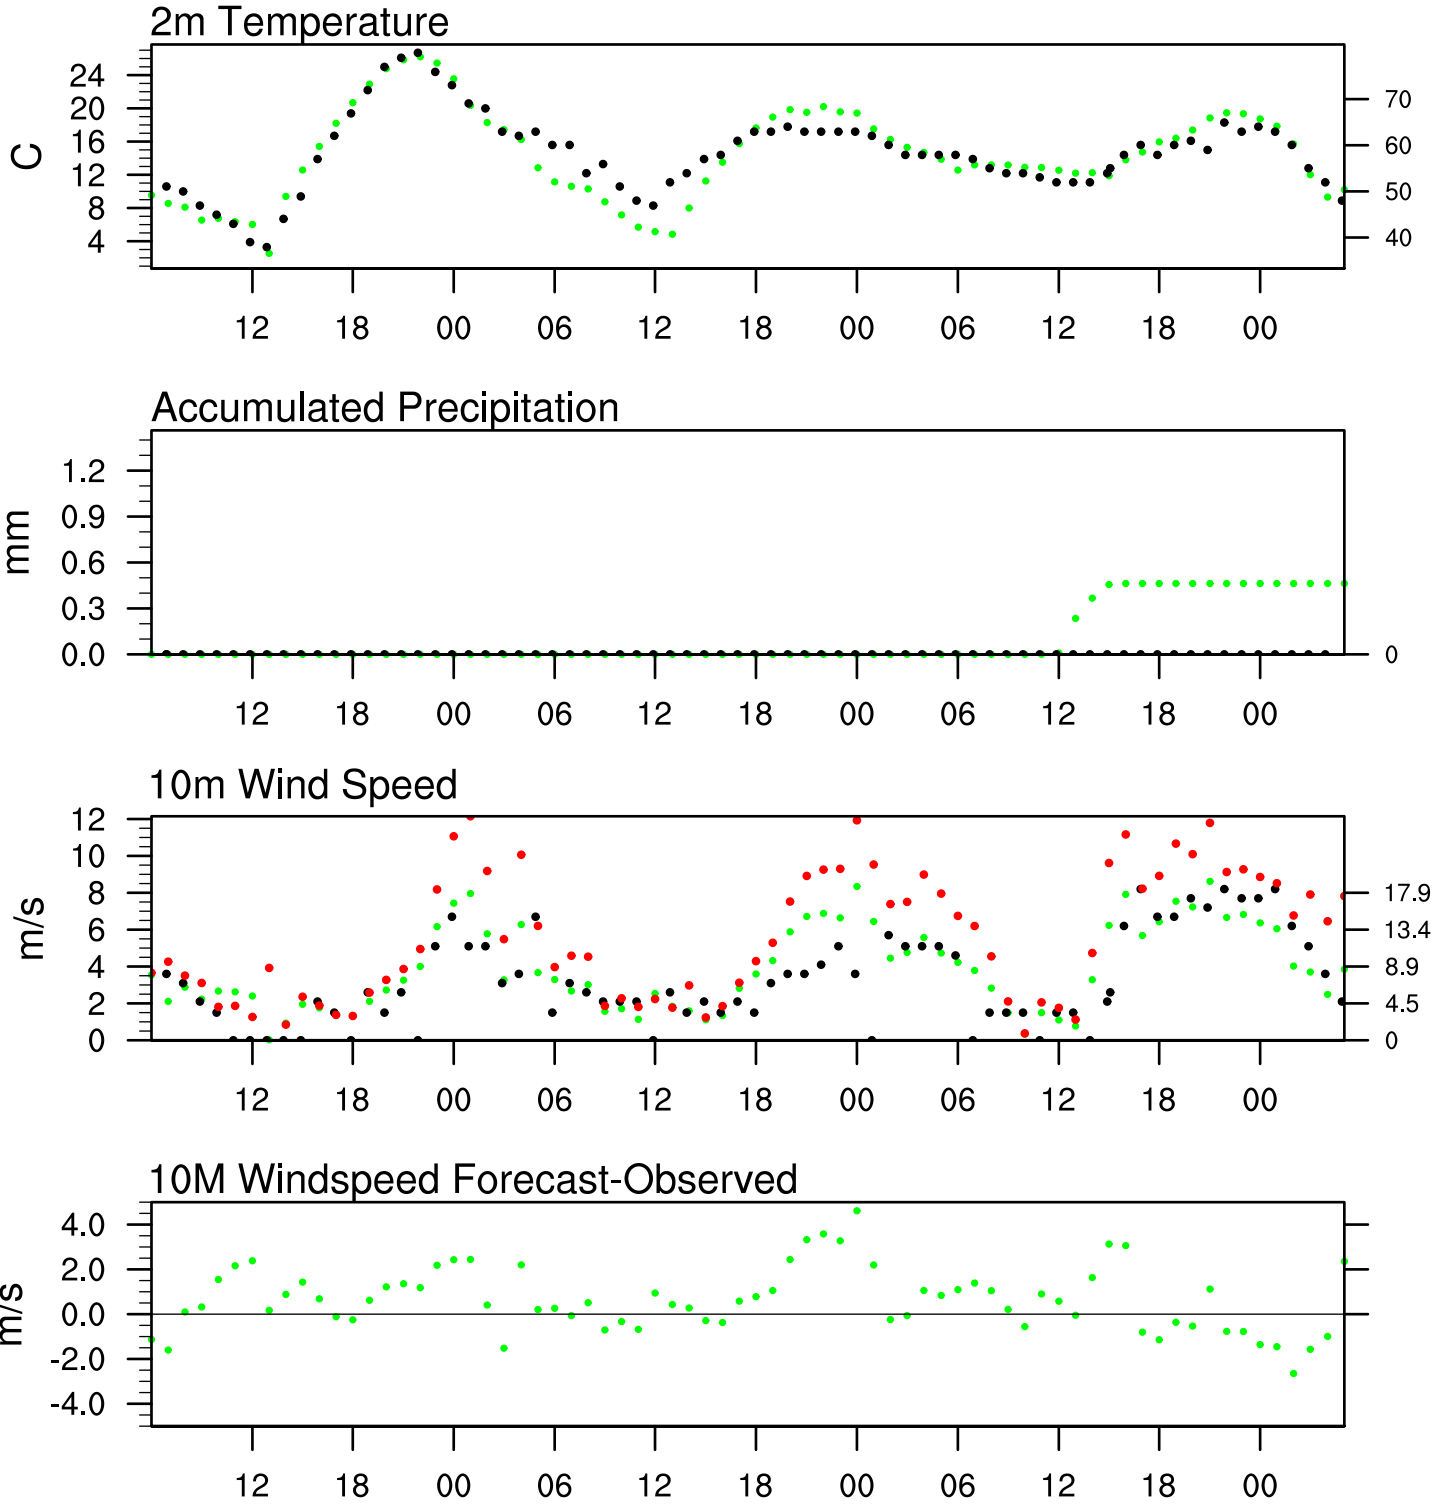 2m Temperature
C
24
20
16
12
8
4
70
60
50
40
12 18 00 06 12 18 00 06 12 18 00
Accumulated Precipitation
mm
1.2
0.9
0.6
0.3
0.0
0
12 18 00 06 12 18 00 06 12 18 00
10m Wind Speed
m/s
12
10
8
6
4
2
0
17.9
13.4
8.9
4.5
0
12 18 00 06 12 18 00 06 12 18 00
10M Windspeed Forecast-Observed
m/s
4.0
2.0
0.0
-2.0
-4.0
12 18 00 06 12 18 00 06 12 18 00